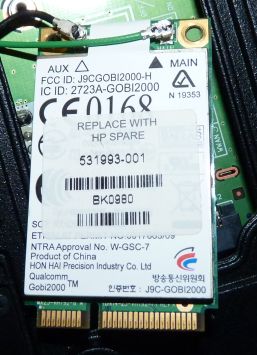 AUX △ ▲ MAIN
FCC ID: J9CGOBI2000-H
IC ID: 2723A-GOBI2000
N 19353
CE0168
REPLACE WITH
HP SPARE
531993-001
BK0980
NTRA Approval No. W-GSC-7
Product of China
HON HAI Precision Industry Co. Ltd
Qualcomm
Gobi2000™
방송통신위원회
인증번호: J9C-GOBI2000